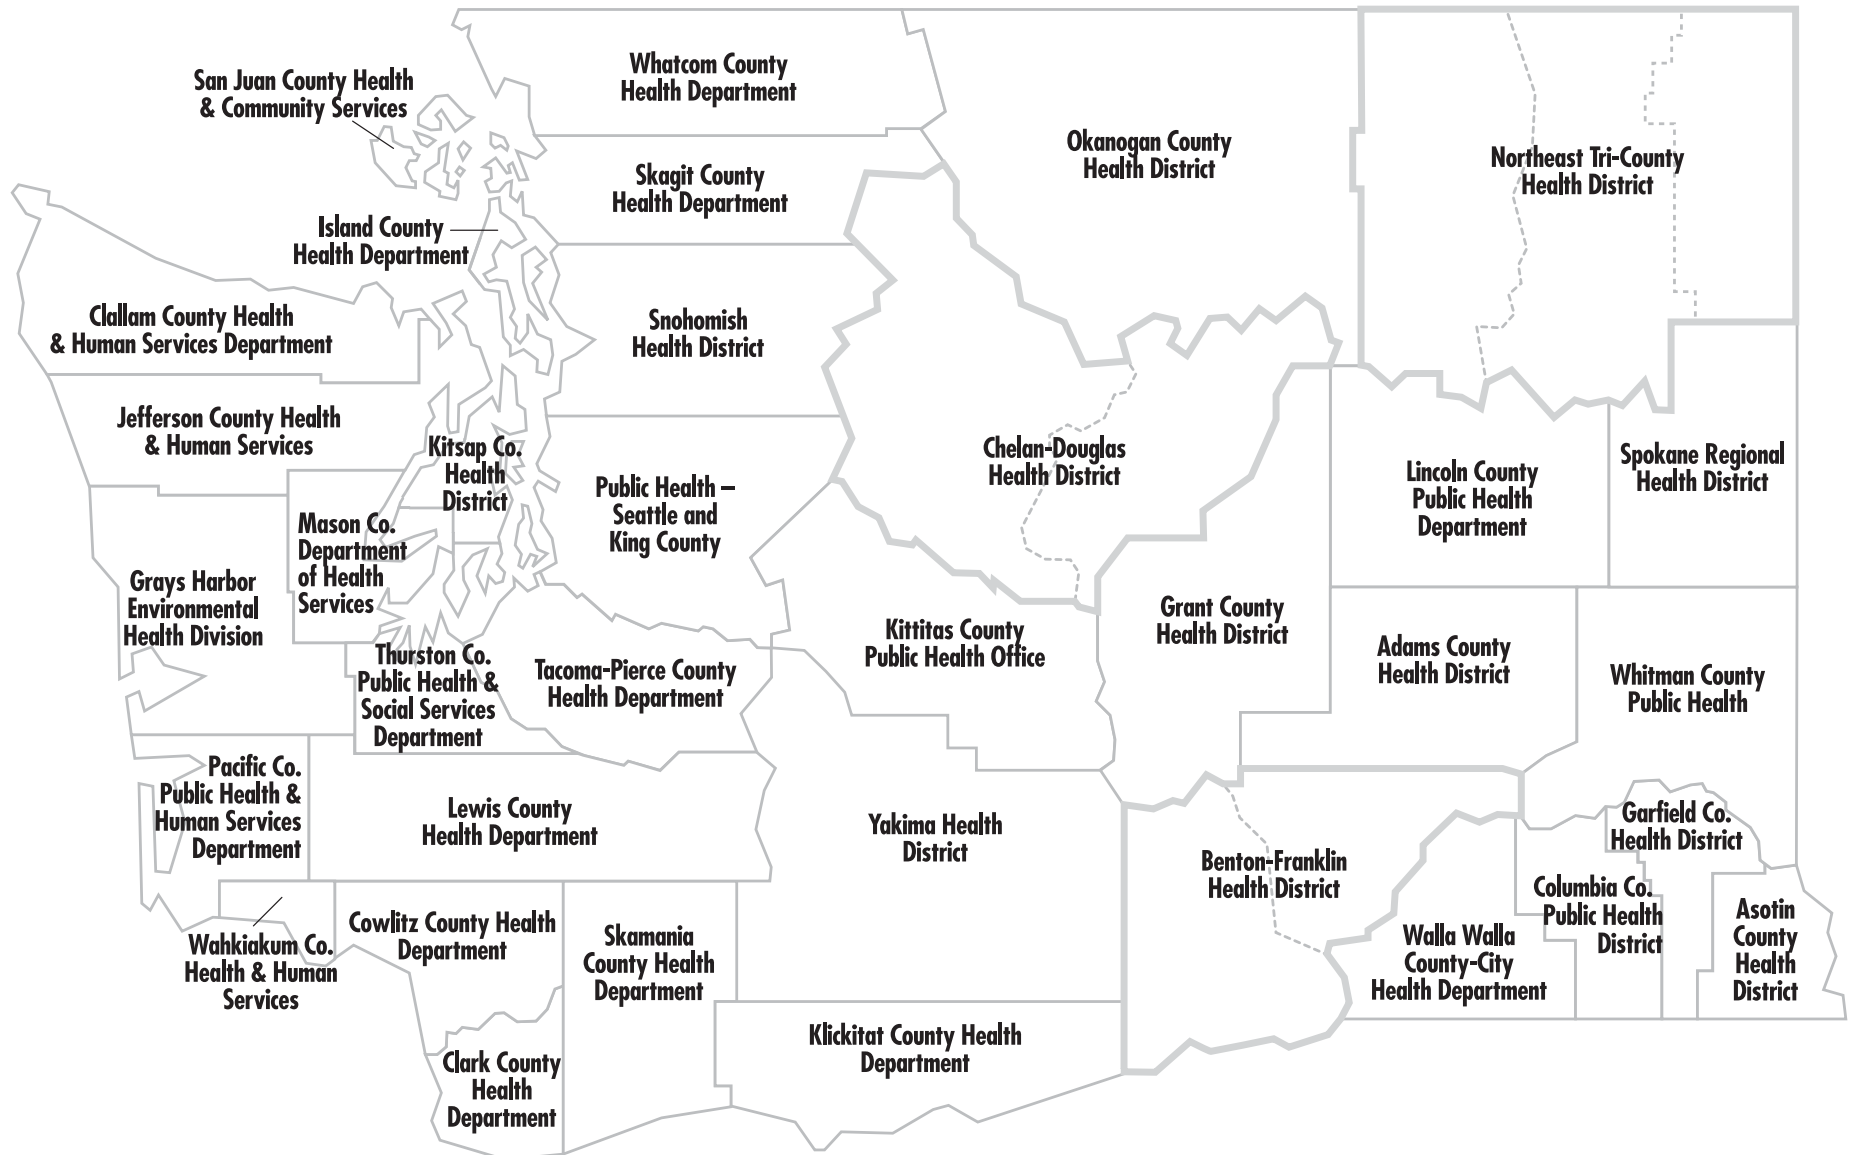 Whatcom County
Health Department
San Juan County Health
& Community Services
Okanogan County
Health District
Northeast Tri-County
Health District
Skagit County
Health Department
Island County
Health Department
Clallam County Health
& Human Services Department
Snohomish
Health District
Jefferson County Health
& Human Services
Kitsap Co.
Health
District
Chelan-Douglas
Health District
Lincoln County
Public Health
Department
Spokane Regional
Health District
Public Health –
Seattle and
King County
Mason Co.
Department
of Health
Services
Grays Harbor
Environmental
Health Division
Grant County
Health District
Kittitas County
Public Health Office
Adams County
Health District
Thurston Co.
Public Health &
Social Services
Department
Tacoma-Pierce County
Health Department
Whitman County
Public Health
Pacific Co.
Public Health &
Human Services
Department
Lewis County
Health Department
Yakima Health
District
Garfield Co.
Health District
Benton-Franklin
Health District
Columbia Co.
Public Health
District
Asotin
County
Health
District
Wahkiakum Co.
Health & Human
Services
Cowlitz County Health
Department
Skamania
County Health
Department
Walla Walla
County-City
Health Department
Klickitat County Health
Department
Clark County
Health
Department